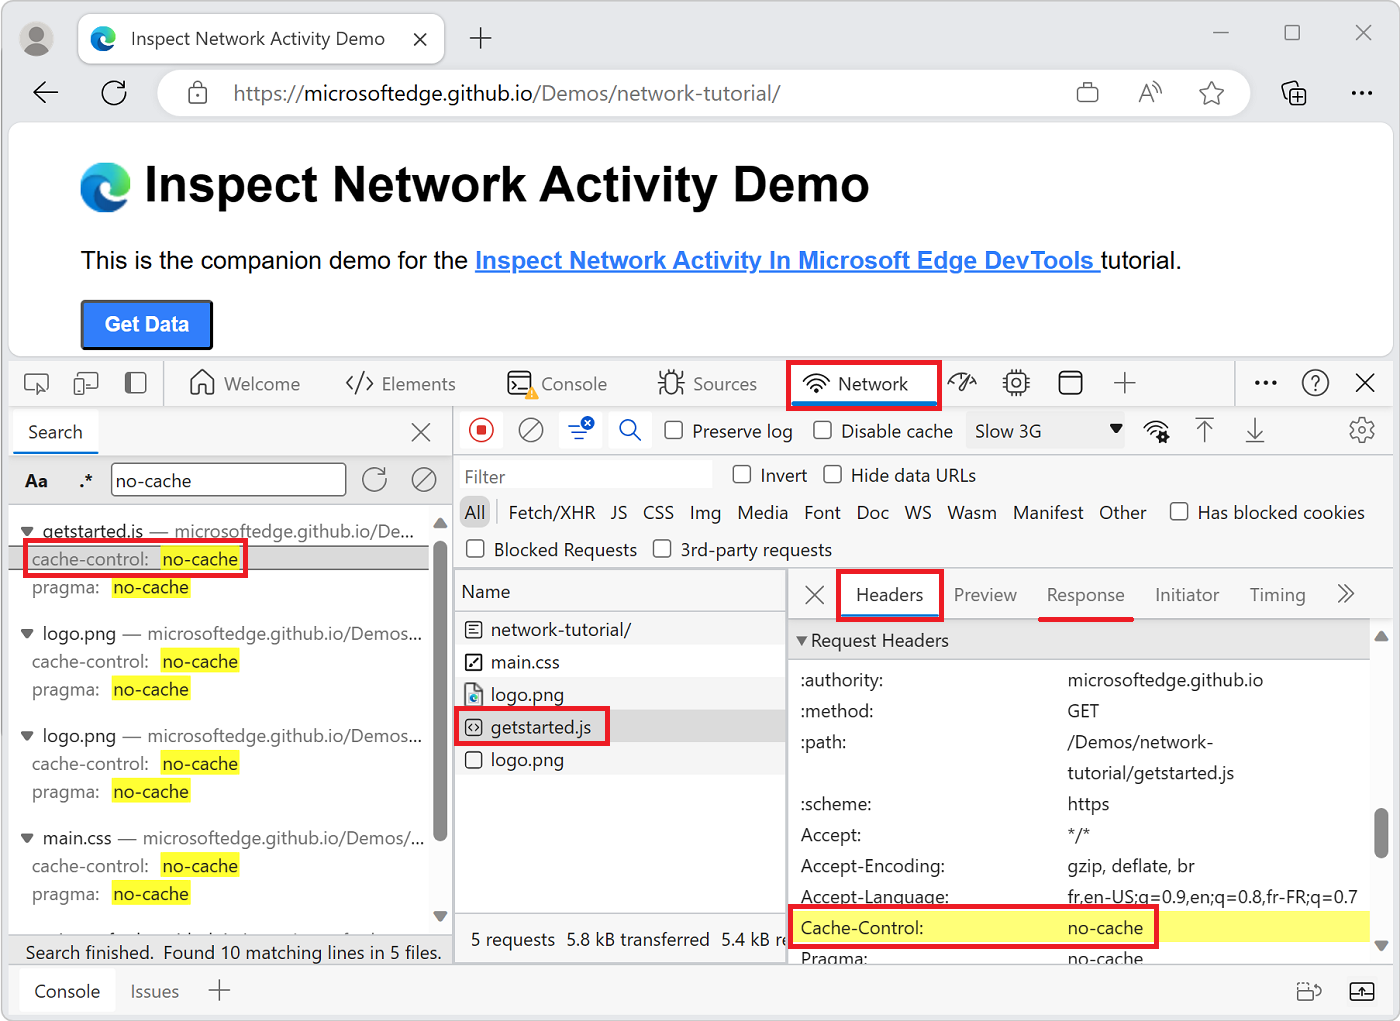 Inspect Network Activity Demo
https://microsoftedge.github.io/Demos/network-tutorial/
Inspect Network Activity Demo
This is the companion demo for the Inspect Network Activity In Microsoft Edge DevTools tutorial.
Get Data
Welcome </> Elements Console Sources Network
Search
Aa .* no-cache
getstarted.js — microsoftedge.github.io/De...
cache-control: no-cache
pragma: no-cache
logo.png — microsoftedge.github.io/Demos...
cache-control: no-cache
pragma: no-cache
logo.png — microsoftedge.github.io/Demos...
cache-control: no-cache
pragma: no-cache
main.css — microsoftedge.github.io/Demos/...
cache-control: no-cache
pragma: no-cache
Search finished. Found 10 matching lines in 5 files.
Preserve log Disable cache Slow 3G
Filter Invert Hide data URLs
All Fetch/XHR JS CSS Img Media Font Doc WS Wasm Manifest Other Has blocked cookies
Blocked Requests 3rd-party requests
Name
network-tutorial/
main.css
logo.png
getstarted.js
logo.png
5 requests 5.8 kB transferred 5.4 kB re
Headers Preview Response Initiator Timing
Request Headers
:authority: microsoftedge.github.io
:method: GET
:path: /Demos/network-
tutorial/getstarted.js
:scheme: https
Accept: */*
Accept-Encoding: gzip, deflate, br
Accept-Language: fr,en-US;q=0.9,en;q=0.8,fr-FR;q=0.7
Cache-Control: no-cache
Pragma: no-cache
Console Issues